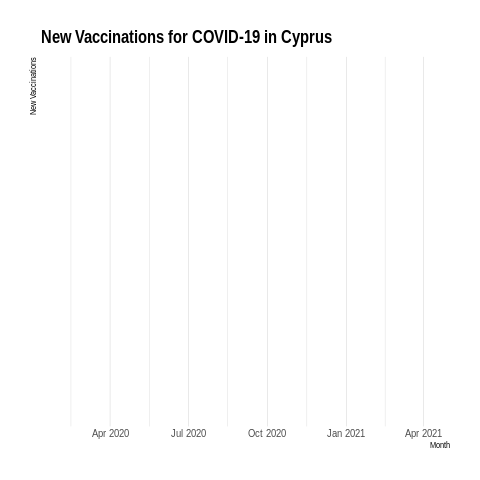 New Vaccinations for COVID-19 in Cyprus
New Vaccinations
Apr 2020 Jul 2020 Oct 2020 Jan 2021 Apr 2021
Month